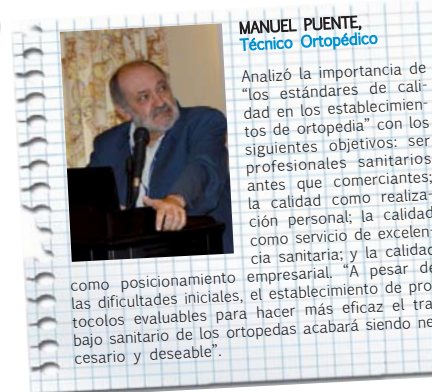 MANUEL PUENTE,
Técnico Ortopédico
Analizó la importancia de
“los estándares de cali-
dad en los establecimien-
tos de ortopedia” con los
siguientes objetivos: ser
profesionales sanitarios
antes que comerciantes;
la calidad como realiza-
ción personal; la calidad
como servicio de excelen-
cia sanitaria; y la calidad
como posicionamiento empresarial. “A pesar de
las dificultades iniciales, el establecimiento de pro
tocolos evaluables para hacer más eficaz el tra
bajo sanitario de los ortopedas acabará siendo ne
cesario y deseable”.